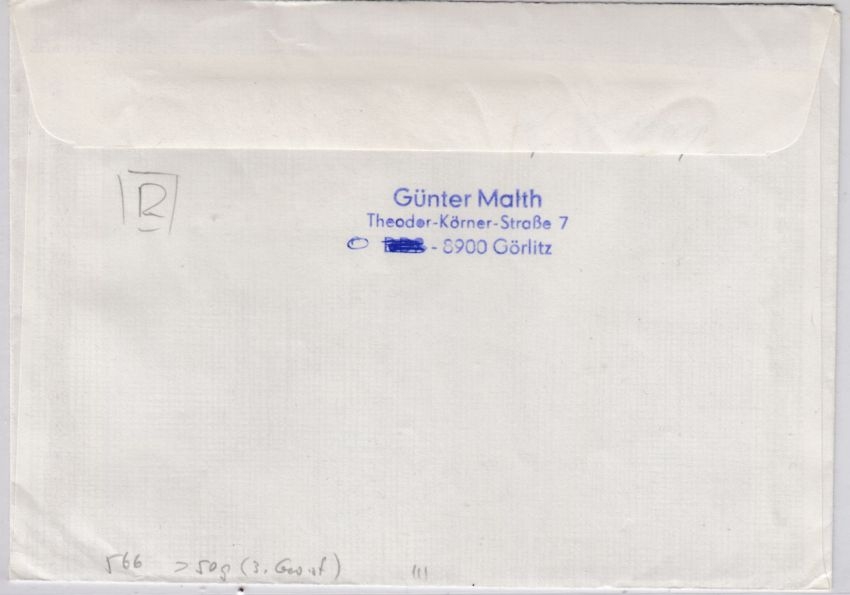 R
Günter Malth
Theodor-Körner-Straße 7
O - 8900 Görlitz
566 >50g (3. Gew.st)